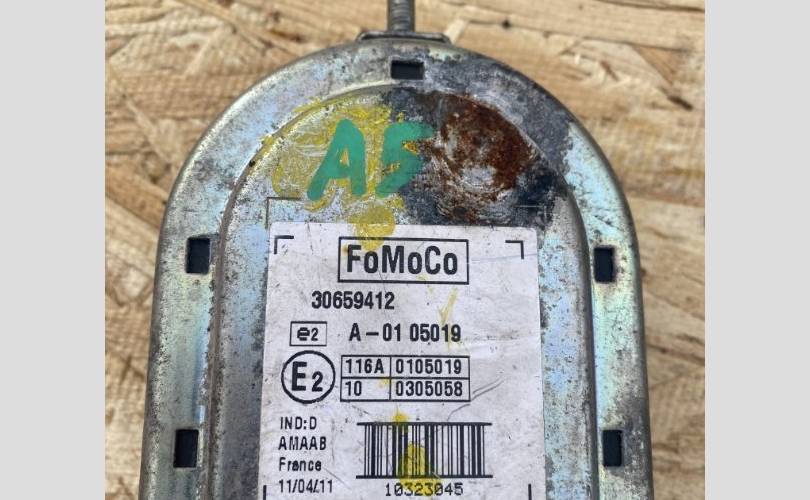 A5
FoMoCo
30659412
e2 A-01 05019
E2
116A 0105019
10 0305058
IND:D
AMAAB
France
11/04/11
10323045